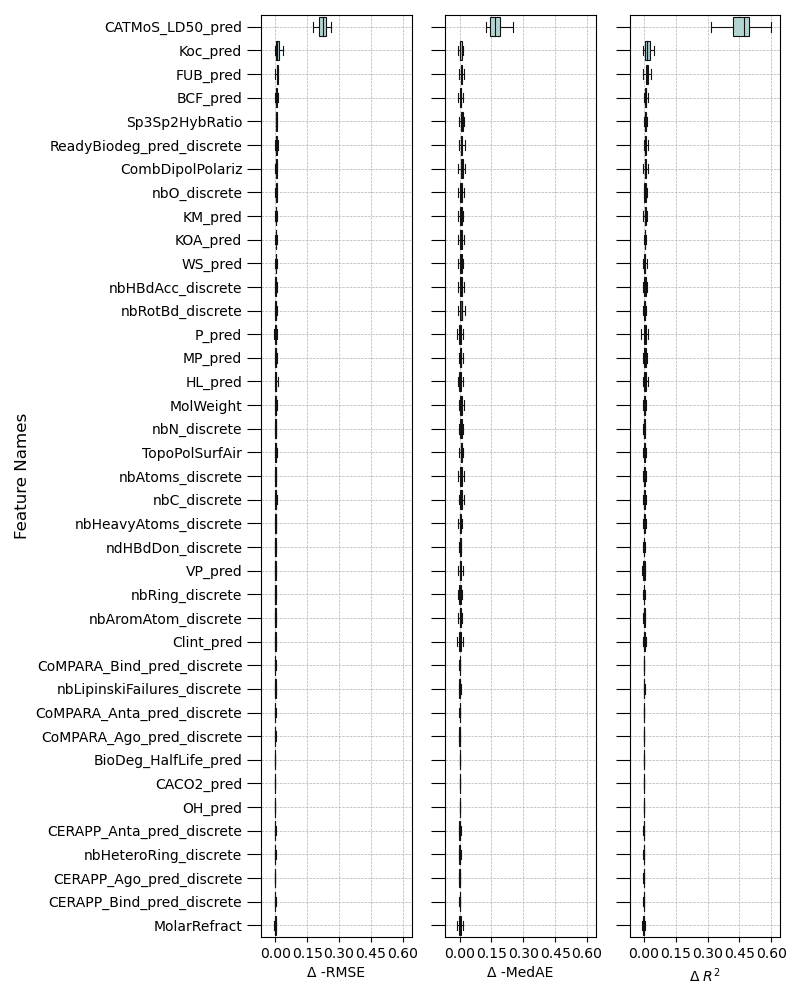 CATMoS_LD50_pred
Koc_pred
FUB_pred
BCF_pred
Sp3Sp2HybRatio
ReadyBiodeg_pred_discrete
CombDipolPolariz
nbO_discrete
KM_pred
KOA_pred
WS_pred
nbHBdAcc_discrete
nbRotBd_discrete
P_pred
MP_pred
HL_pred
MolWeight
nbN_discrete
TopoPolSurfAir
nbAtoms_discrete
nbC_discrete
nbHeavyAtoms_discrete
ndHBdDon_discrete
VP_pred
nbRing_discrete
nbAromAtom_discrete
Clint_pred
CoMPARA_Bind_pred_discrete
nbLipinskiFailures_discrete
CoMPARA_Anta_pred_discrete
CoMPARA_Ago_pred_discrete
BioDeg_HalfLife_pred
CACO2_pred
OH_pred
CERAPP_Anta_pred_discrete
nbHeteroRing_discrete
CERAPP_Ago_pred_discrete
CERAPP_Bind_pred_discrete
MolarRefract
Feature Names
0.00 0.15 0.30 0.45 0.60
Δ -RMSE
0.00 0.15 0.30 0.45 0.60
Δ -MedAE
0.00 0.15 0.30 0.45 0.60
Δ R²